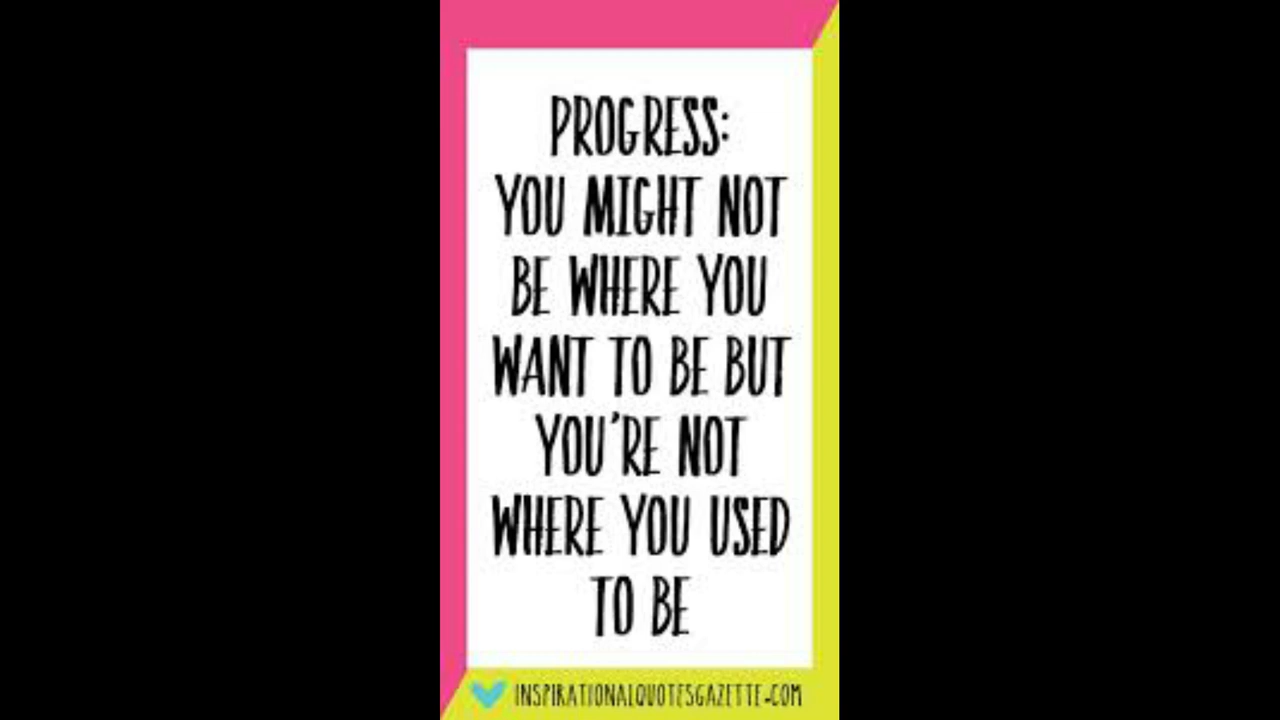 PROGRESS:
YOU MIGHT NOT
BE WHERE YOU
WANT TO BE BUT
YOU'RE NOT
WHERE YOU USED
TO BE
INSPIRATIONALQUOTESGAZETTE.COM